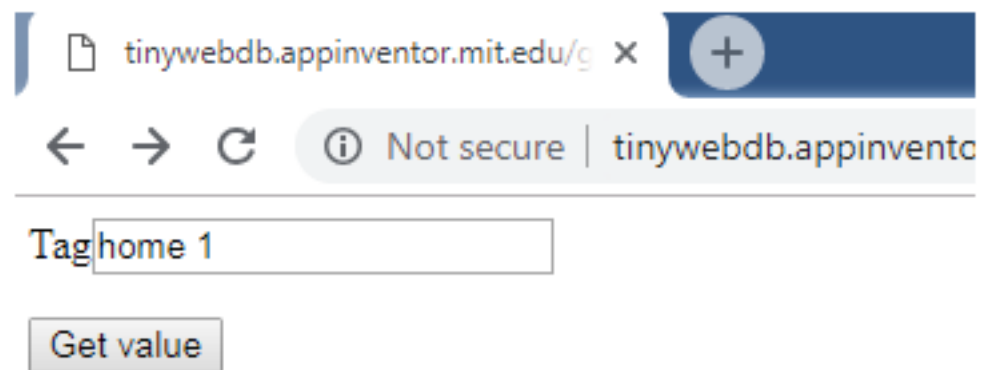 tinywebdb.appinventor.mit.edu/g
Not secure | tinywebdb.appinvento
Tag home 1
Get value